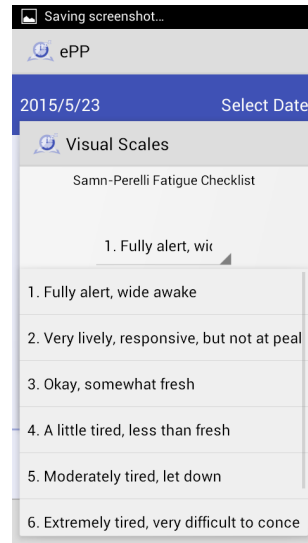 Saving screenshot...
ePP
2015/5/23 Select Date
Visual Scales
Samn-Perelli Fatigue Checklist
1. Fully alert, wic
1. Fully alert, wide awake
2. Very lively, responsive, but not at peal
3. Okay, somewhat fresh
4. A little tired, less than fresh
5. Moderately tired, let down
6. Extremely tired, very difficult to conce